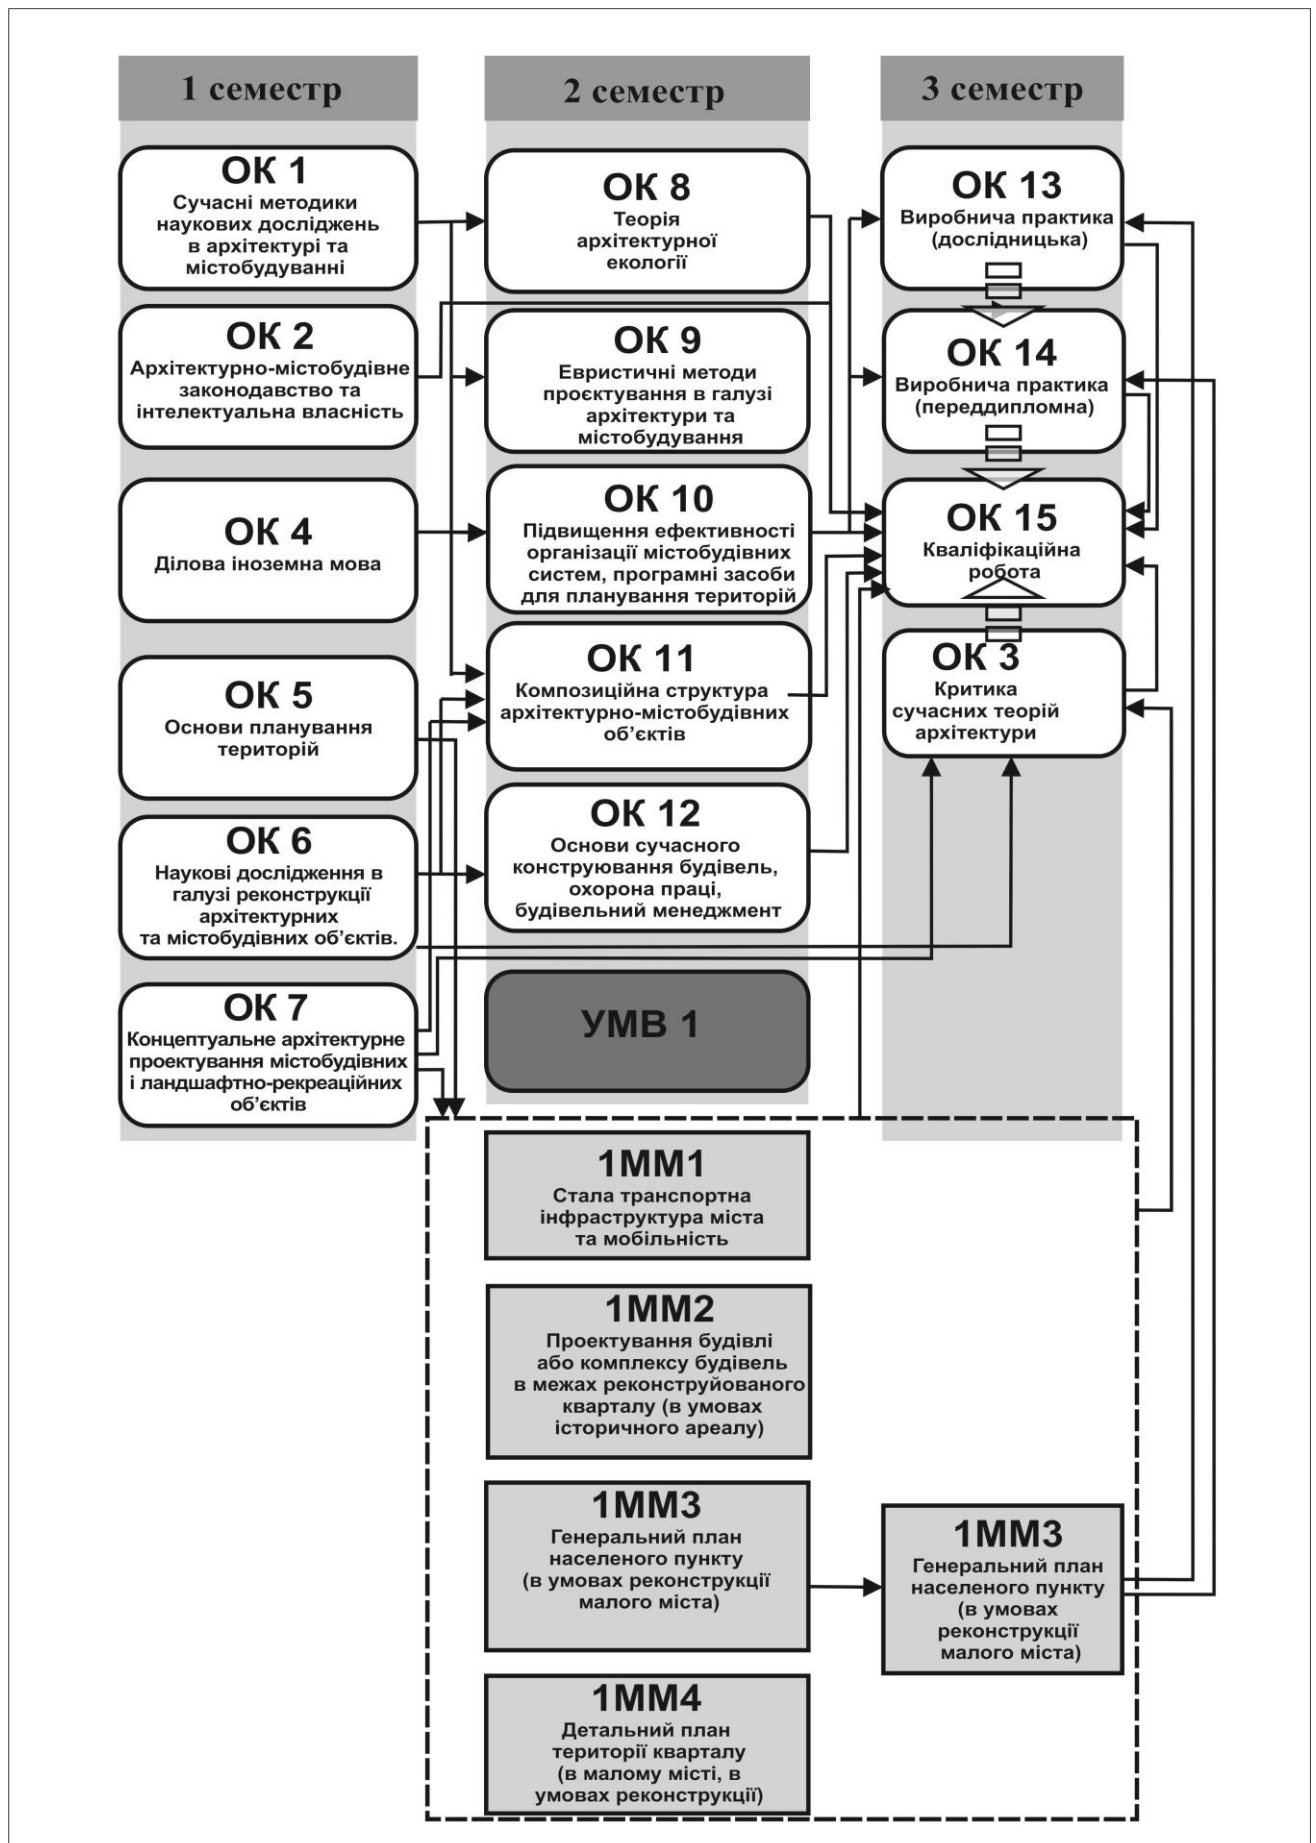 1 семестр
ОК 1
Сучасні методики
наукових досліджень
в архітектурі та
містобудуванні
ОК 2
Архітектурно-містобудівне
законодавство та
інтелектуальна власність
ОК 4
Ділова іноземна мова
ОК 5
Основи планування
територій
ОК 6
Наукові дослідження в
галузі реконструкції
архітектурних
та містобудівних об’єктів.
ОК 7
Концептуальне архітектурне
проектування містобудівних
і ландшафтно-рекреаційних
об’єктів
2 семестр
ОК 8
Теорія
архітектурної
екології
ОК 9
Евристичні методи
проєктування в галузі
архітектури та
містобудування
ОК 10
Підвищення ефективності
організації містобудівних
систем, програмні засоби
для планування територій
ОК 11
Композиційна структура
архітектурно-містобудівних
об’єктів
ОК 12
Основи сучасного
конструювання будівель,
охорона праці,
будівельний менеджмент
УМВ 1
1ММ1
Стала транспортна
інфраструктура міста
та мобільність
1ММ2
Проектування будівлі
або комплексу будівель
в межах реконструйованого
кварталу (в умовах
історичного ареалу)
1ММ3
Генеральний план
населеного пункту
(в умовах реконструкції
малого міста)
1ММ4
Детальний план
території кварталу
(в малому місті, в
умовах реконструкції)
3 семестр
ОК 13
Виробнича практика
(дослідницька)
ОК 14
Виробнича практика
(переддипломна)
ОК 15
Кваліфікаційна
робота
ОК 3
Критика
сучасних теорій
архітектури
1ММ3
Генеральний план
населеного пункту
(в умовах
реконструкції
малого міста)